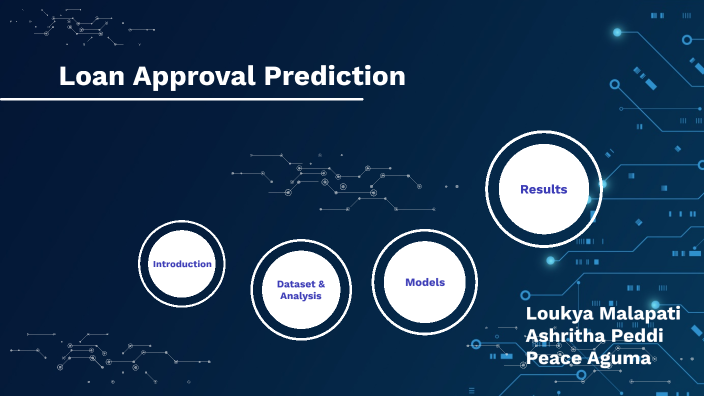 Loan Approval Prediction
Results
Introduction
Dataset &
Analysis
Models
Loukya Malapati
Ashritha Peddi
Peace Aguma